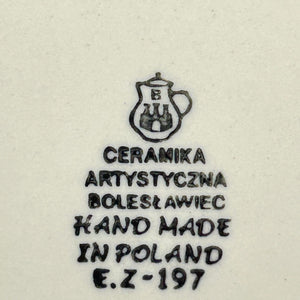 B
CERAMIKA
ARTYSTYCZNA
BOLESŁAWIEC
HAND MADE
IN POLAND
E.Z-197